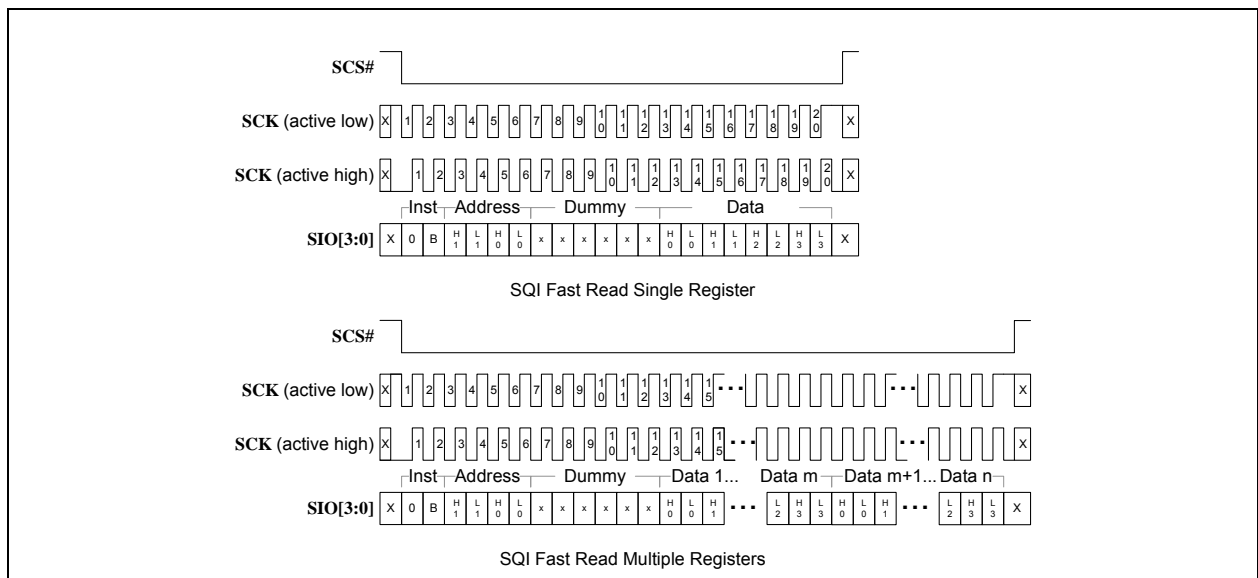 SCS#
SCK (active low) X 1 2 3 4 5 6 7 8 9 10 11 12 13 14 15 16 17 18 19 20 X
SCK (active high) X 1 2 3 4 5 6 7 8 9 10 11 12 13 14 15 16 17 18 19 20 X
Inst Address Dummy Data
SIO[3:0] X 0 B H1 L1 H0 L0 x x x x x x H0 L0 H1 L1 H2 L2 H3 L3 X
SQI Fast Read Single Register
SCS#
SCK (active low) X 1 2 3 4 5 6 7 8 9 10 11 12 13 14 15 ... ... X
SCK (active high) X 1 2 3 4 5 6 7 8 9 10 11 12 13 14 15 ... ... X
Inst Address Dummy Data 1... Data m Data m+1... Data n
SIO[3:0] X 0 B H1 L1 H0 L0 x x x x x x H0 L0 H1 ... L2 H3 L3 H0 L0 H1 ... L2 H3 L3 X
SQI Fast Read Multiple Registers